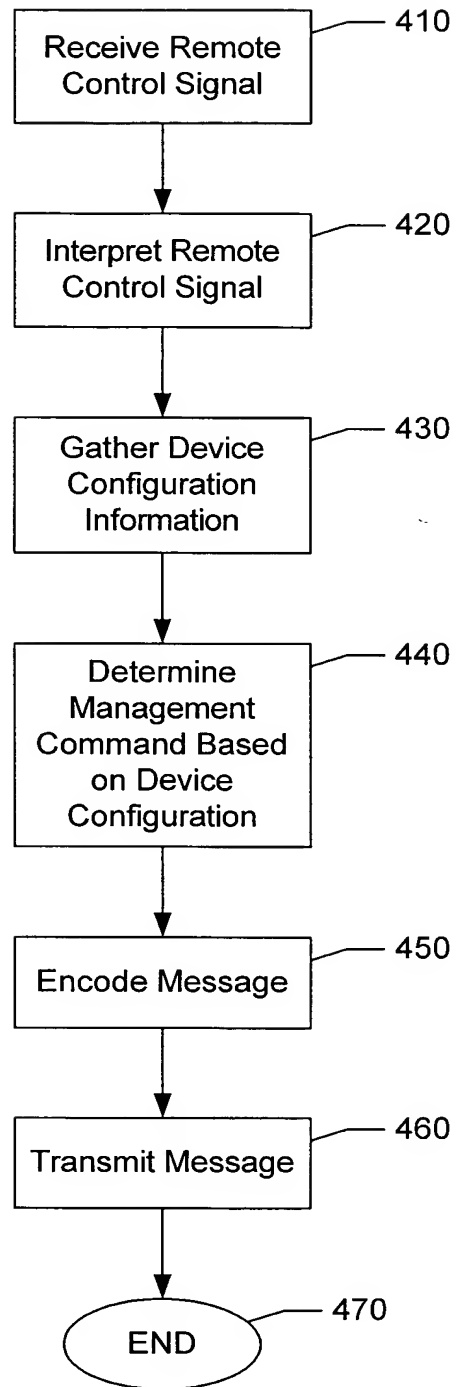 410
Receive Remote
Control Signal
420
Interpret Remote
Control Signal
430
Gather Device
Configuration
Information
440
Determine
Management
Command Based
on Device
Configuration
450
Encode Message
460
Transmit Message
470
END